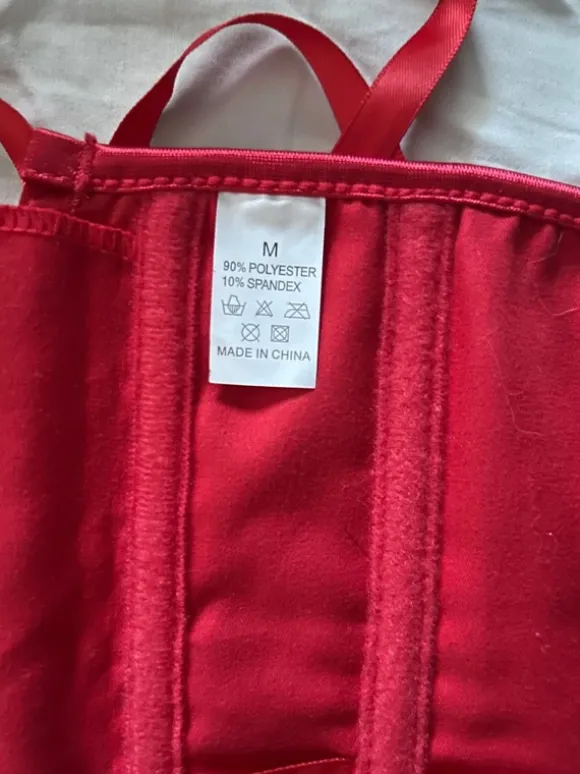 M
90% POLYESTER
10% SPANDEX
MADE IN CHINA